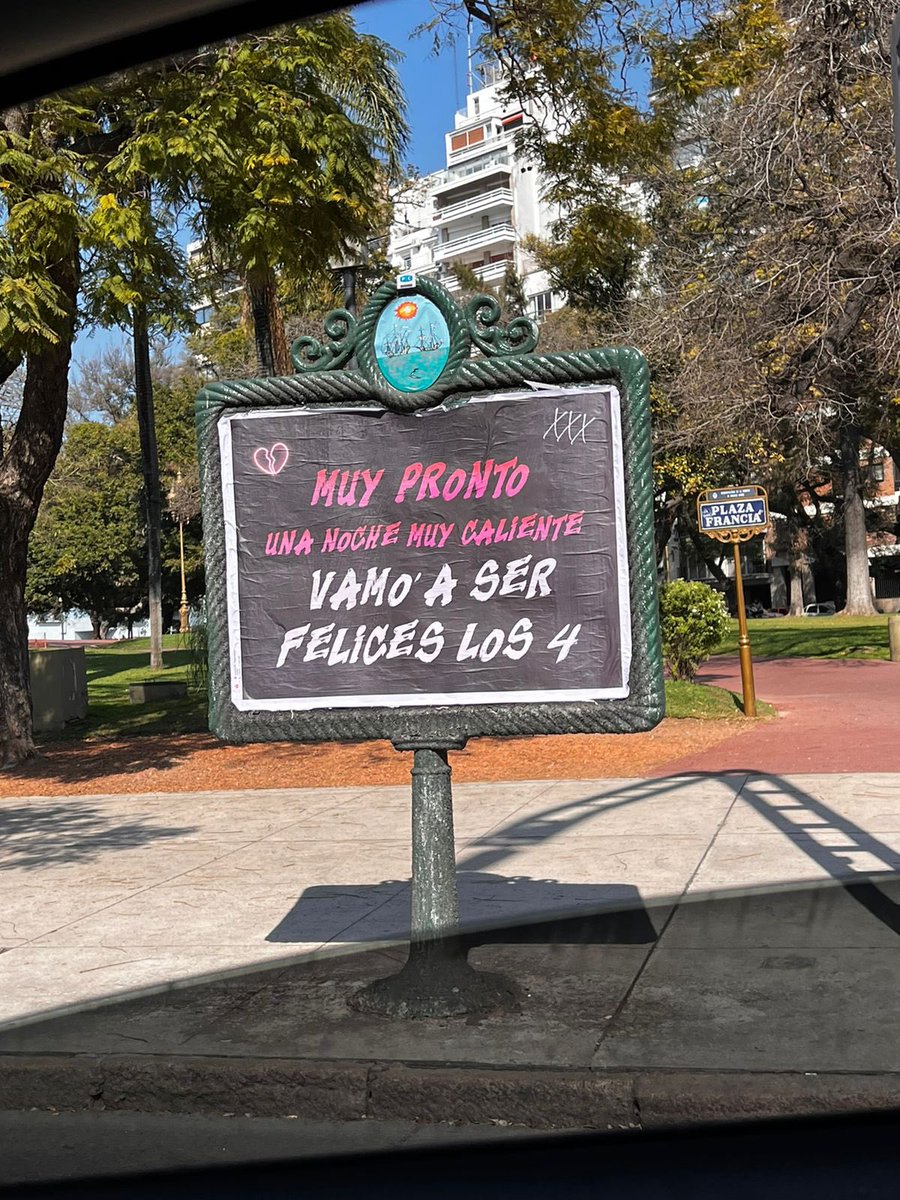 XXX
MUY PRONTO
UNA NOCHE MUY CALIENTE
VAMO' A SER
FELICES LOS 4
PLAZA
FRANCIA